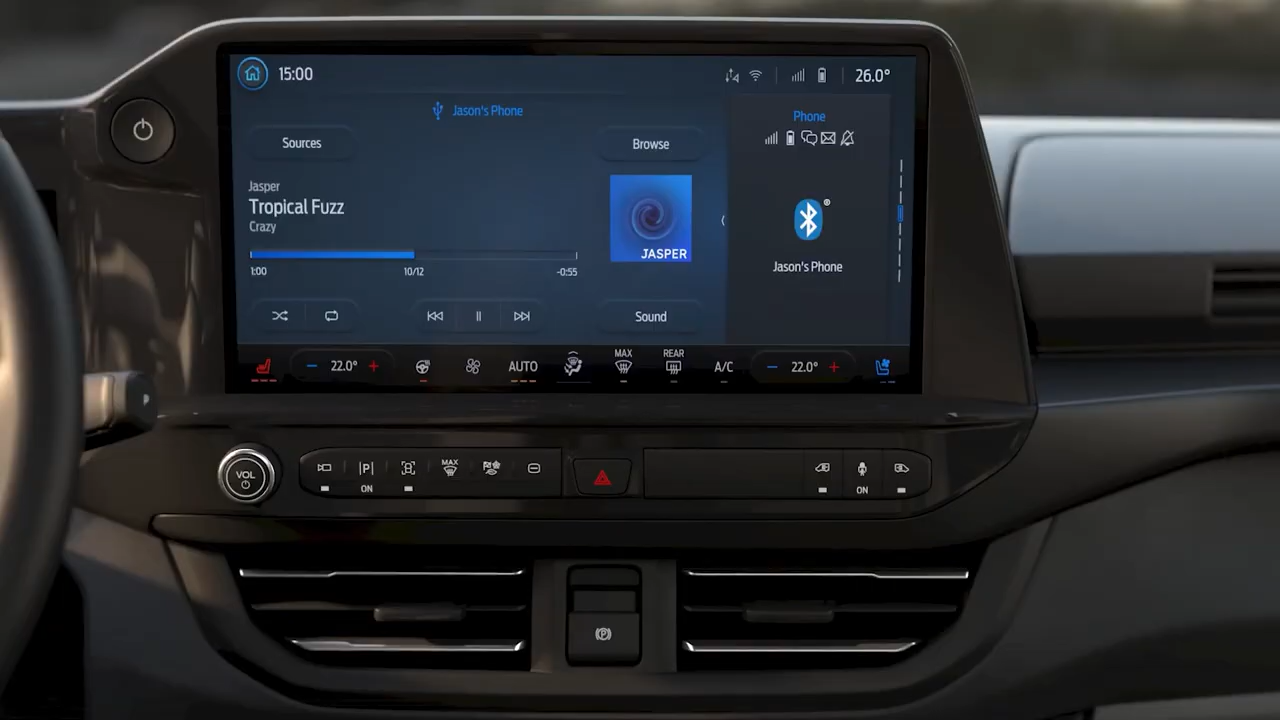 15:00
26.0°
Jason's Phone
Phone
Sources
Browse
Jasper
Tropical Fuzz
Crazy
JASPER
1:00
10/12
-0:55
Jason's Phone
Sound
22.0°
AUTO
MAX
REAR
A/C
22.0°
P
VOL
P
ON
MAX
ON
P